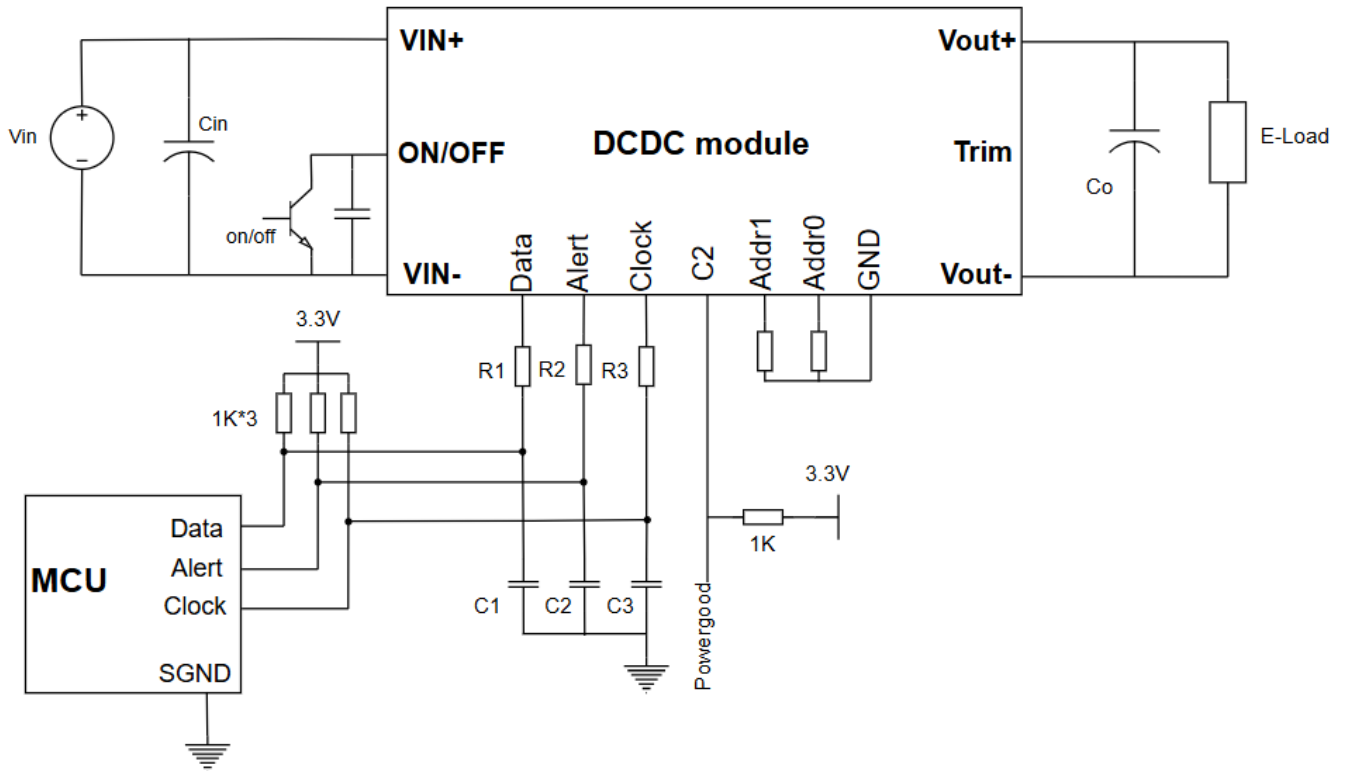 VIN+
Vout+
Vin
Cin
ON/OFF
DCDC module
Trim
E-Load
Co
on/off
VIN-
Data
Alert
Clock
C2
Addr1
Addr0
GND
Vout-
3.3V
R1
R2
R3
1K*3
3.3V
1K
Data
Alert
MCU
Clock
SGND
C1
C2
C3
Powergood